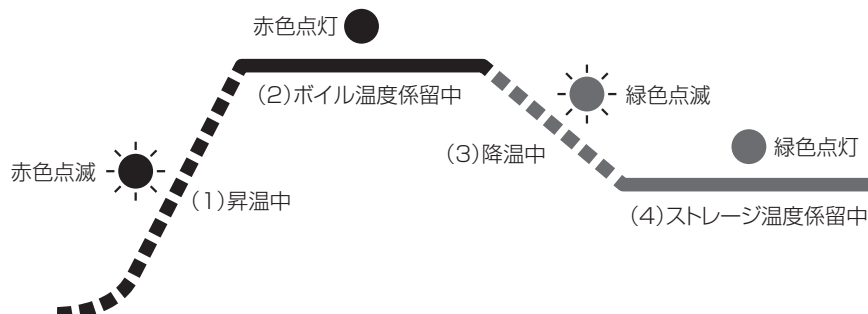 赤色点灯
(2)ボイル温度係留中
緑色点滅
(3)降温中
緑色点灯
赤色点滅
(1)昇温中
(4)ストレージ温度係留中